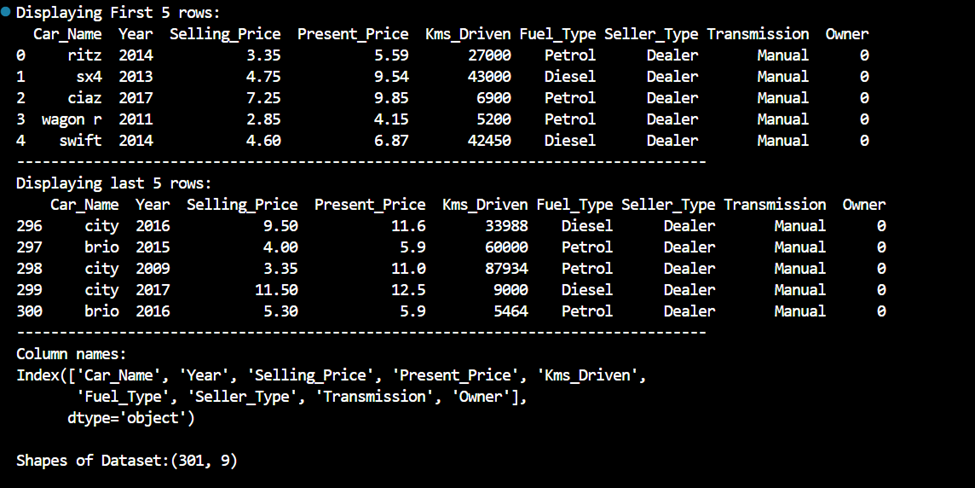 Displaying First 5 rows:
  Car_Name  Year  Selling_Price  Present_Price  Kms_Driven Fuel_Type Seller_Type Transmission  Owner
0     ritz  2014           3.35           5.59       27000    Petrol      Dealer       Manual      0
1      sx4  2013           4.75           9.54       43000    Diesel      Dealer       Manual      0
2     ciaz  2017           7.25           9.85        6900    Petrol      Dealer       Manual      0
3  wagon r  2011           2.85           4.15        5200    Petrol      Dealer       Manual      0
4    swift  2014           4.60           6.87       42450    Diesel      Dealer       Manual      0
---------------------------------------------------------------------------------
Displaying last 5 rows:
    Car_Name  Year  Selling_Price  Present_Price  Kms_Driven Fuel_Type Seller_Type Transmission  Owner
296     city  2016           9.50           11.6       33988    Diesel      Dealer       Manual      0
297     brio  2015           4.00            5.9       60000    Petrol      Dealer       Manual      0
298     city  2009           3.35           11.0       87934    Petrol      Dealer       Manual      0
299     city  2017          11.50           12.5        9000    Diesel      Dealer       Manual      0
300     brio  2016           5.30            5.9        5464    Petrol      Dealer       Manual      0
---------------------------------------------------------------------------------
Column names:
Index(['Car_Name', 'Year', 'Selling_Price', 'Present_Price', 'Kms_Driven',
       'Fuel_Type', 'Seller_Type', 'Transmission', 'Owner'],
      dtype='object')
Shapes of Dataset:(301, 9)